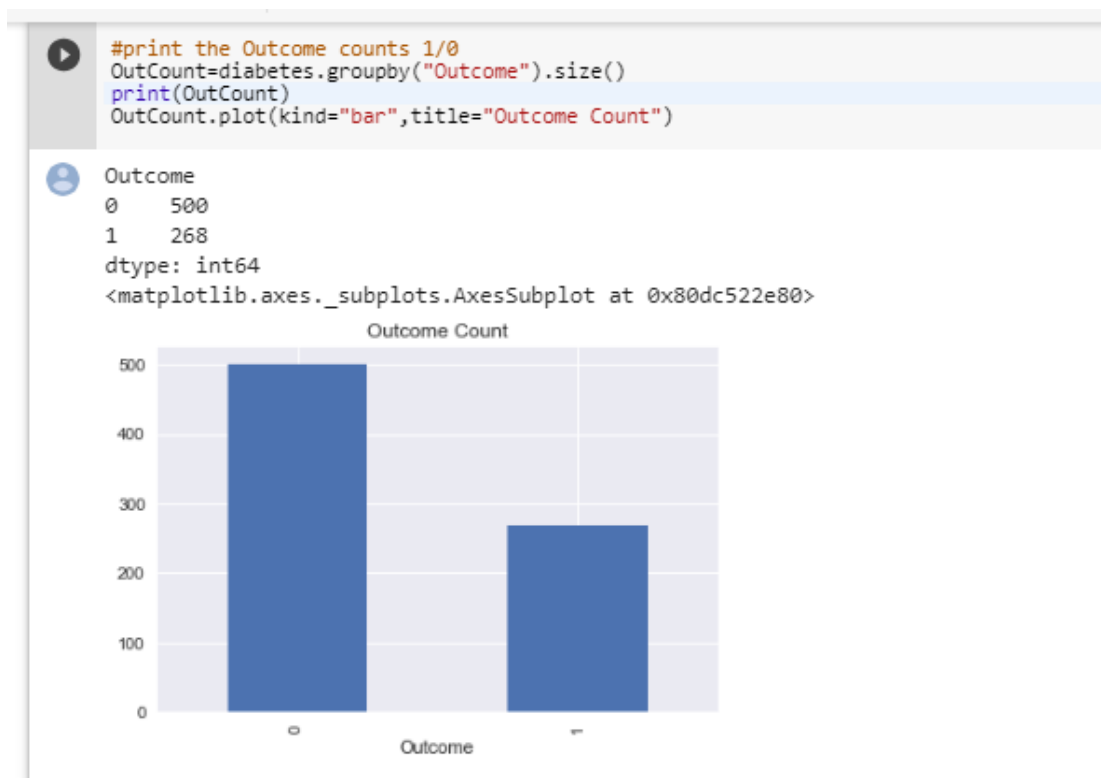 #print the Outcome counts 1/0
OutCount=diabetes.groupby("Outcome").size()
print(OutCount)
OutCount.plot(kind="bar",title="Outcome Count")
Outcome
0 500
1 268
dtype: int64
<matplotlib.axes._subplots.AxesSubplot at 0x80dc522e80>
Outcome Count
500
400
300
200
100
0
0 1
Outcome